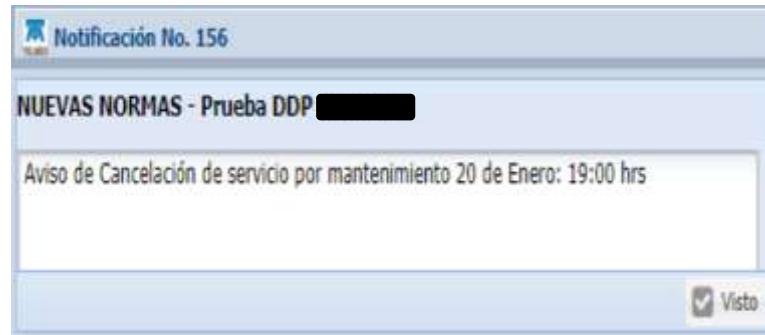 Notificación No. 156
NUEVAS NORMAS - Prueba DDP
Aviso de Cancelación de servicio por mantenimiento 20 de Enero: 19:00 hrs
Visto